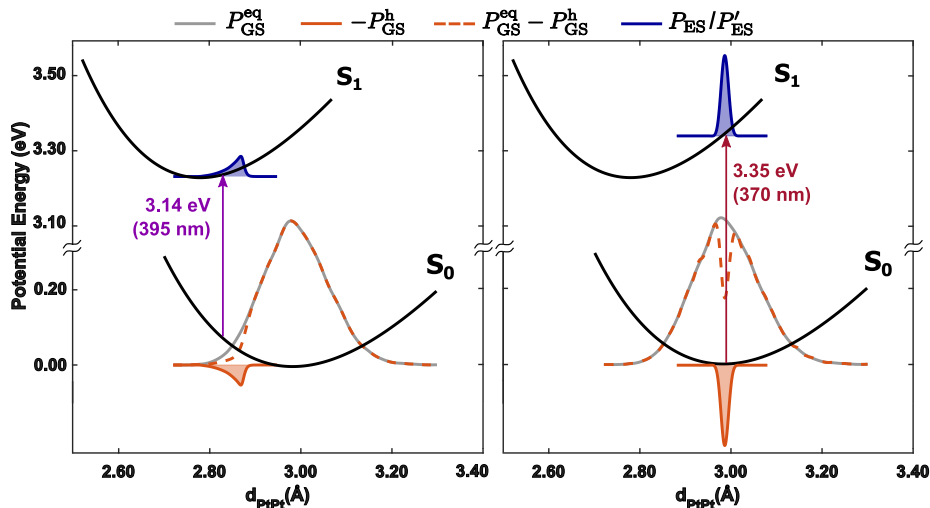 P_GS^eq −P_GS^h P_GS^eq − P_GS^h P_ES/P′_ES
Potential Energy (eV)
3.50
3.30
3.10
0.20
0.00
S₁
3.14 eV
(395 nm)
S₀
2.60 2.80 3.00 3.20 3.40
d_PtPt(Å)
S₁
3.35 eV
(370 nm)
S₀
2.60 2.80 3.00 3.20 3.40
d_PtPt(Å)